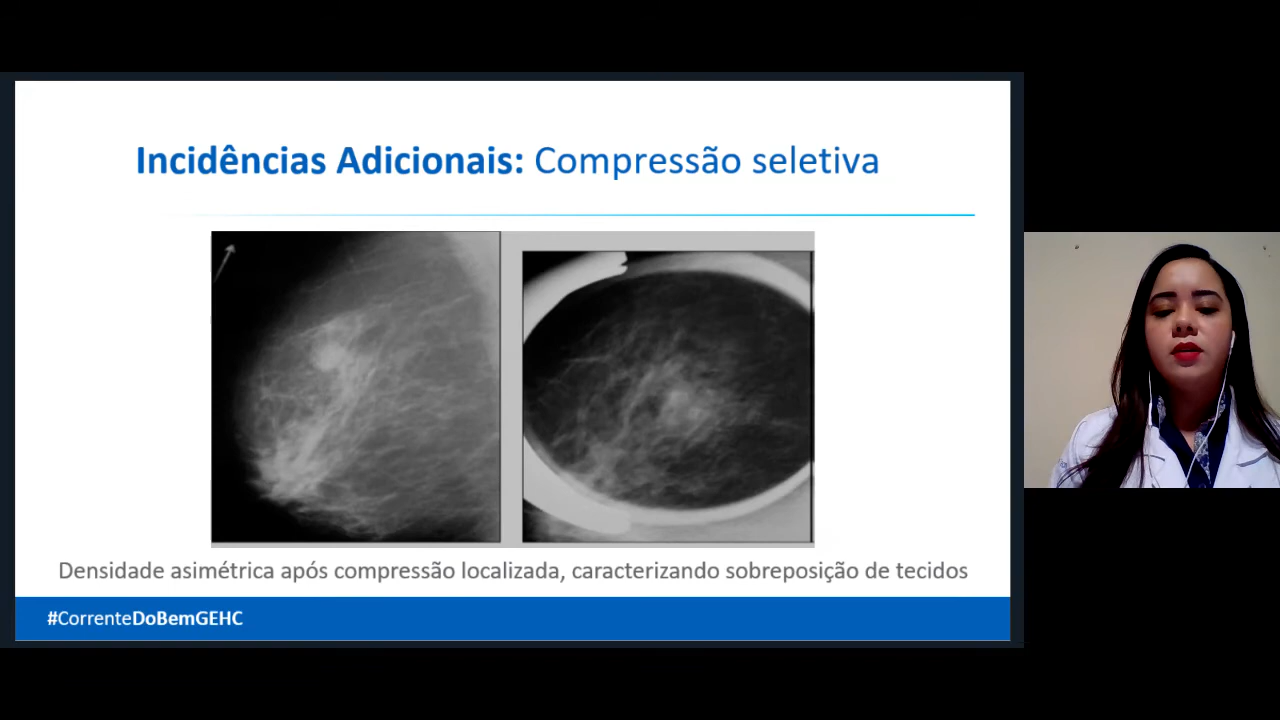 Incidências Adicionais: Compressão seletiva
Densidade asimétrica após compressão localizada, caracterizando sobreposição de tecidos
#CorrenteDoBemGEHC